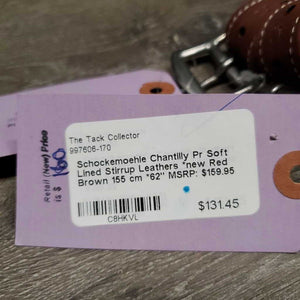 The Tack Collector
997606-170
Schockemoehle Chantilly Pr Soft
Lined Stirrup Leathers *new Red
Brown 155 cm *62" MSRP: $159.95
$131.45
C8HKVL
Retail (New) Price
is $ 160